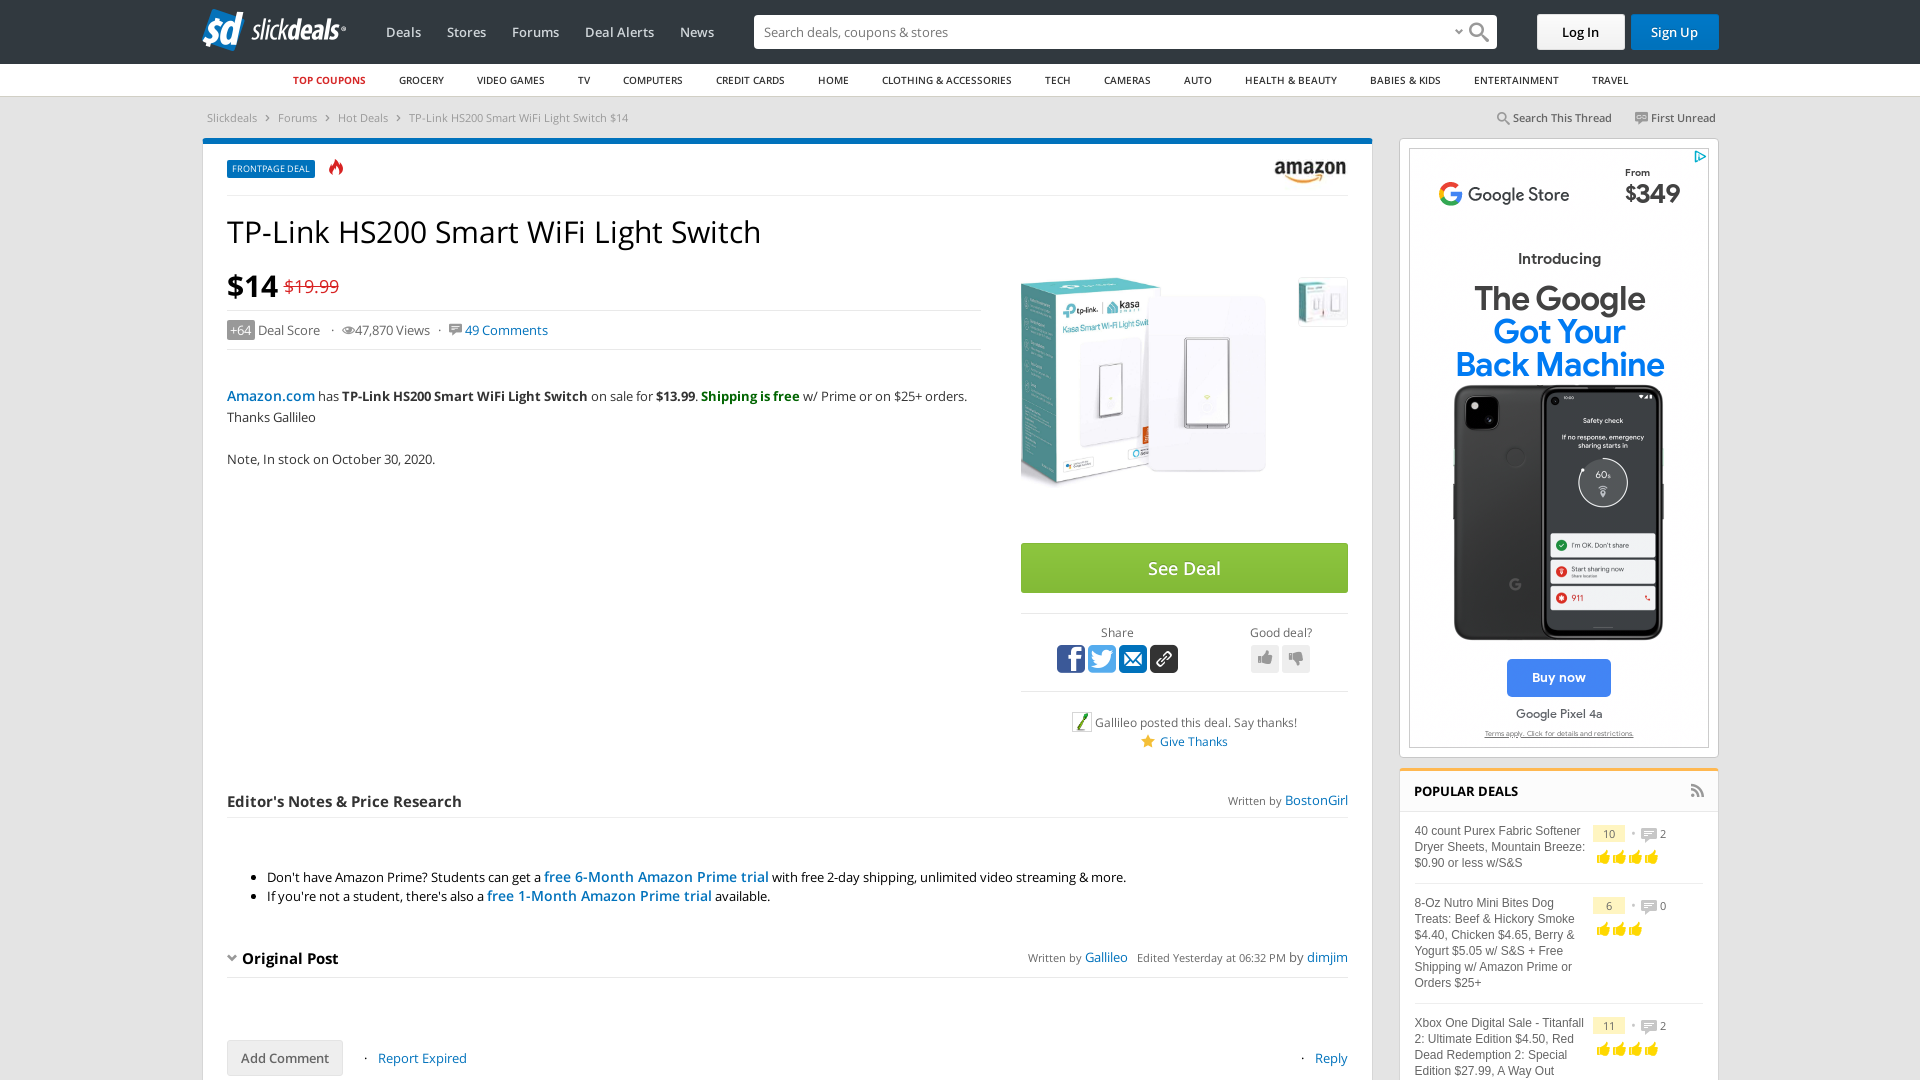 sd slickdeals
Deals
Stores
Forums
Deal Alerts
News
Search deals, coupons & stores
Log In
Sign Up
TOP COUPONS
GROCERY
VIDEO GAMES
TV
COMPUTERS
CREDIT CARDS
HOME
CLOTHING & ACCESSORIES
TECH
CAMERAS
AUTO
HEALTH & BEAUTY
BABIES & KIDS
ENTERTAINMENT
TRAVEL
Slickdeals > Forums > Hot Deals > TP-Link HS200 Smart WiFi Light Switch $14
Search This Thread
First Unread
FRONTPAGE DEAL
amazon
TP-Link HS200 Smart WiFi Light Switch
$14 $19.99
+64 Deal Score · 47,870 Views · 49 Comments
Amazon.com has TP-Link HS200 Smart WiFi Light Switch on sale for $13.99. Shipping is free w/ Prime or on $25+ orders.
Thanks Gallileo
Note, In stock on October 30, 2020.
tp-link
kasa
Kasa Smart Wi-Fi Light
See Deal
Share
Good deal?
Gallileo posted this deal. Say thanks!
Give Thanks
Editor's Notes & Price Research
Written by BostonGirl
• Don't have Amazon Prime? Students can get a free 6-Month Amazon Prime trial with free 2-day shipping, unlimited video streaming & more.
• If you're not a student, there's also a free 1-Month Amazon Prime trial available.
Original Post
Written by Gallileo Edited Yesterday at 06:32 PM by dimjim
Add Comment
· Report Expired
· Reply
Google Store
From
$349
Introducing
The Google
Got Your
Back Machine
Safety check
If no response, emergency
sharing starts in
60s
I'm OK. Don't share
Start sharing now
911
Buy now
Google Pixel 4a
Terms apply. Click for details and restrictions.
POPULAR DEALS
40 count Purex Fabric Softener
Dryer Sheets, Mountain Breeze:
$0.90 or less w/S&S
10 • 2
8-Oz Nutro Mini Bites Dog
Treats: Beef & Hickory Smoke
$4.40, Chicken $4.65, Berry &
Yogurt $5.05 w/ S&S + Free
Shipping w/ Amazon Prime or
Orders $25+
6 • 0
Xbox One Digital Sale - Titanfall
2: Ultimate Edition $4.50, Red
Dead Redemption 2: Special
Edition $27.99, A Way Out
11 • 2